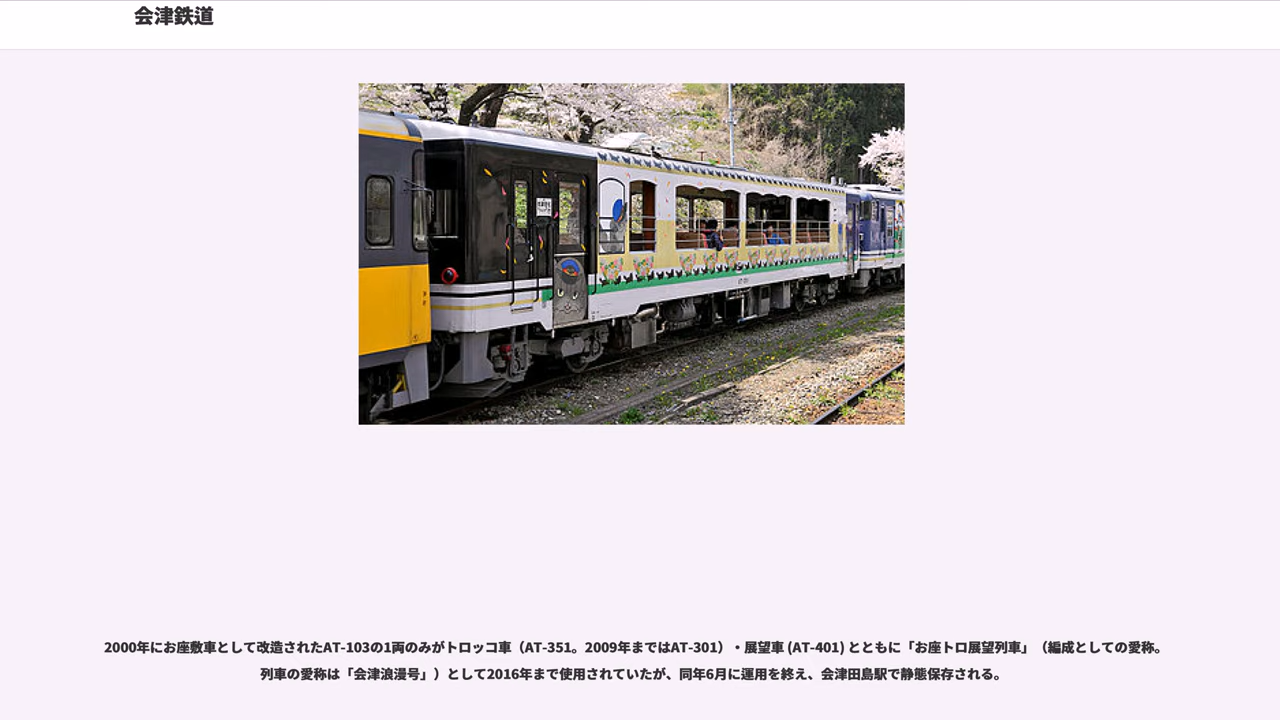 会津鉄道
2000年にお座敷車として改造されたAT-103の1両のみがトロッコ車（AT-351。2009年まではAT-301）・展望車 (AT-401) とともに「お座トロ展望列車」（編成としての愛称。
列車の愛称は「会津浪漫号」）として2016年まで使用されていたが、同年6月に運用を終え、会津田島駅で静態保存される。